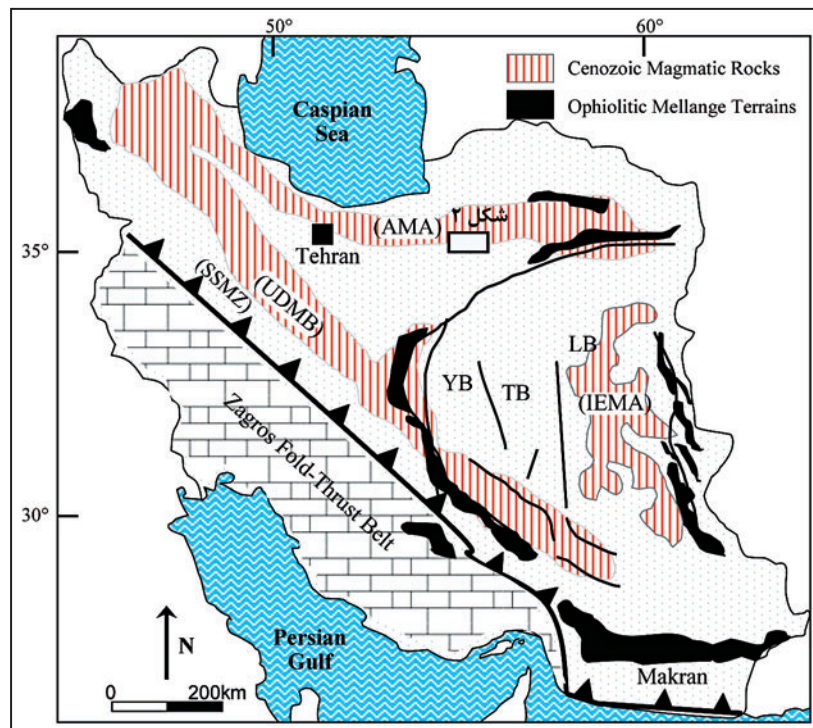 50°
60°
Cenozoic Magmatic Rocks
Ophiolitic Mellange Terrains
Caspian
Sea
شکل ۲
(AMA)
35°
Tehran
(SSMZ)
(UDMB)
LB
YB
TB
(IEMA)
Zagros Fold-Thrust Belt
30°
N
Persian
Gulf
Makran
0
200km